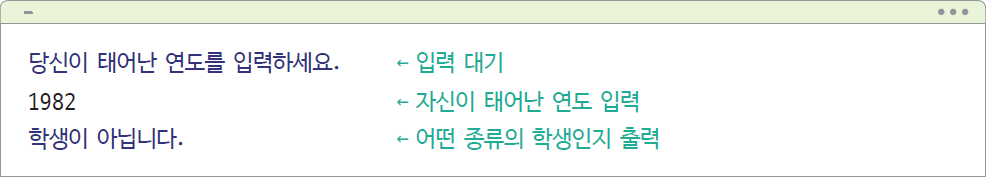 당신이 태어난 연도를 입력하세요. ← 입력 대기
1982 ← 자신이 태어난 연도 입력
학생이 아닙니다. ← 어떤 종류의 학생인지 출력